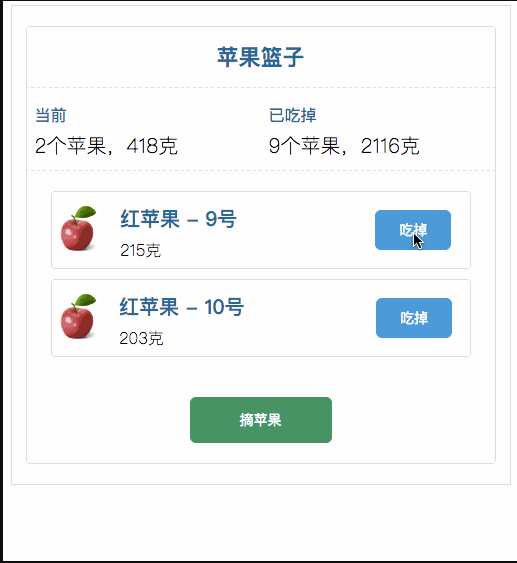 苹果篮子
当前
已吃掉
2个苹果，418克
9个苹果，2116克
红苹果 – 9号
215克
吃掉
红苹果 – 10号
203克
吃掉
摘苹果